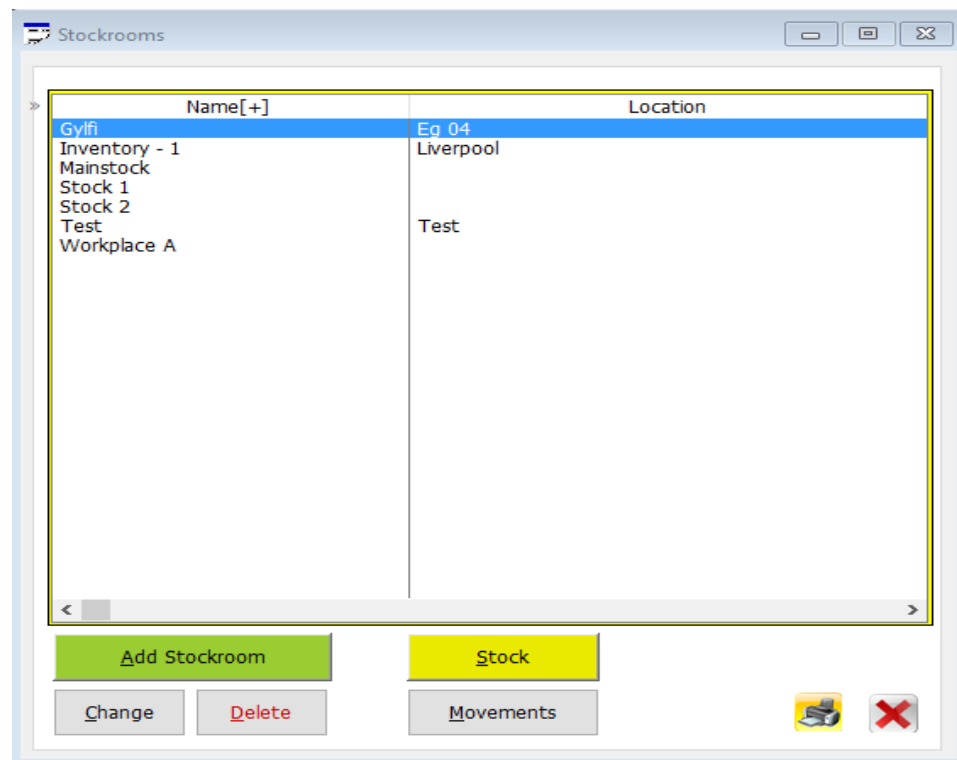 Stockrooms
Name[+] Location
Gylfi Eg 04
Inventory - 1 Liverpool
Mainstock
Stock 1
Stock 2
Test Test
Workplace A
Add Stockroom Stock
Change Delete Movements